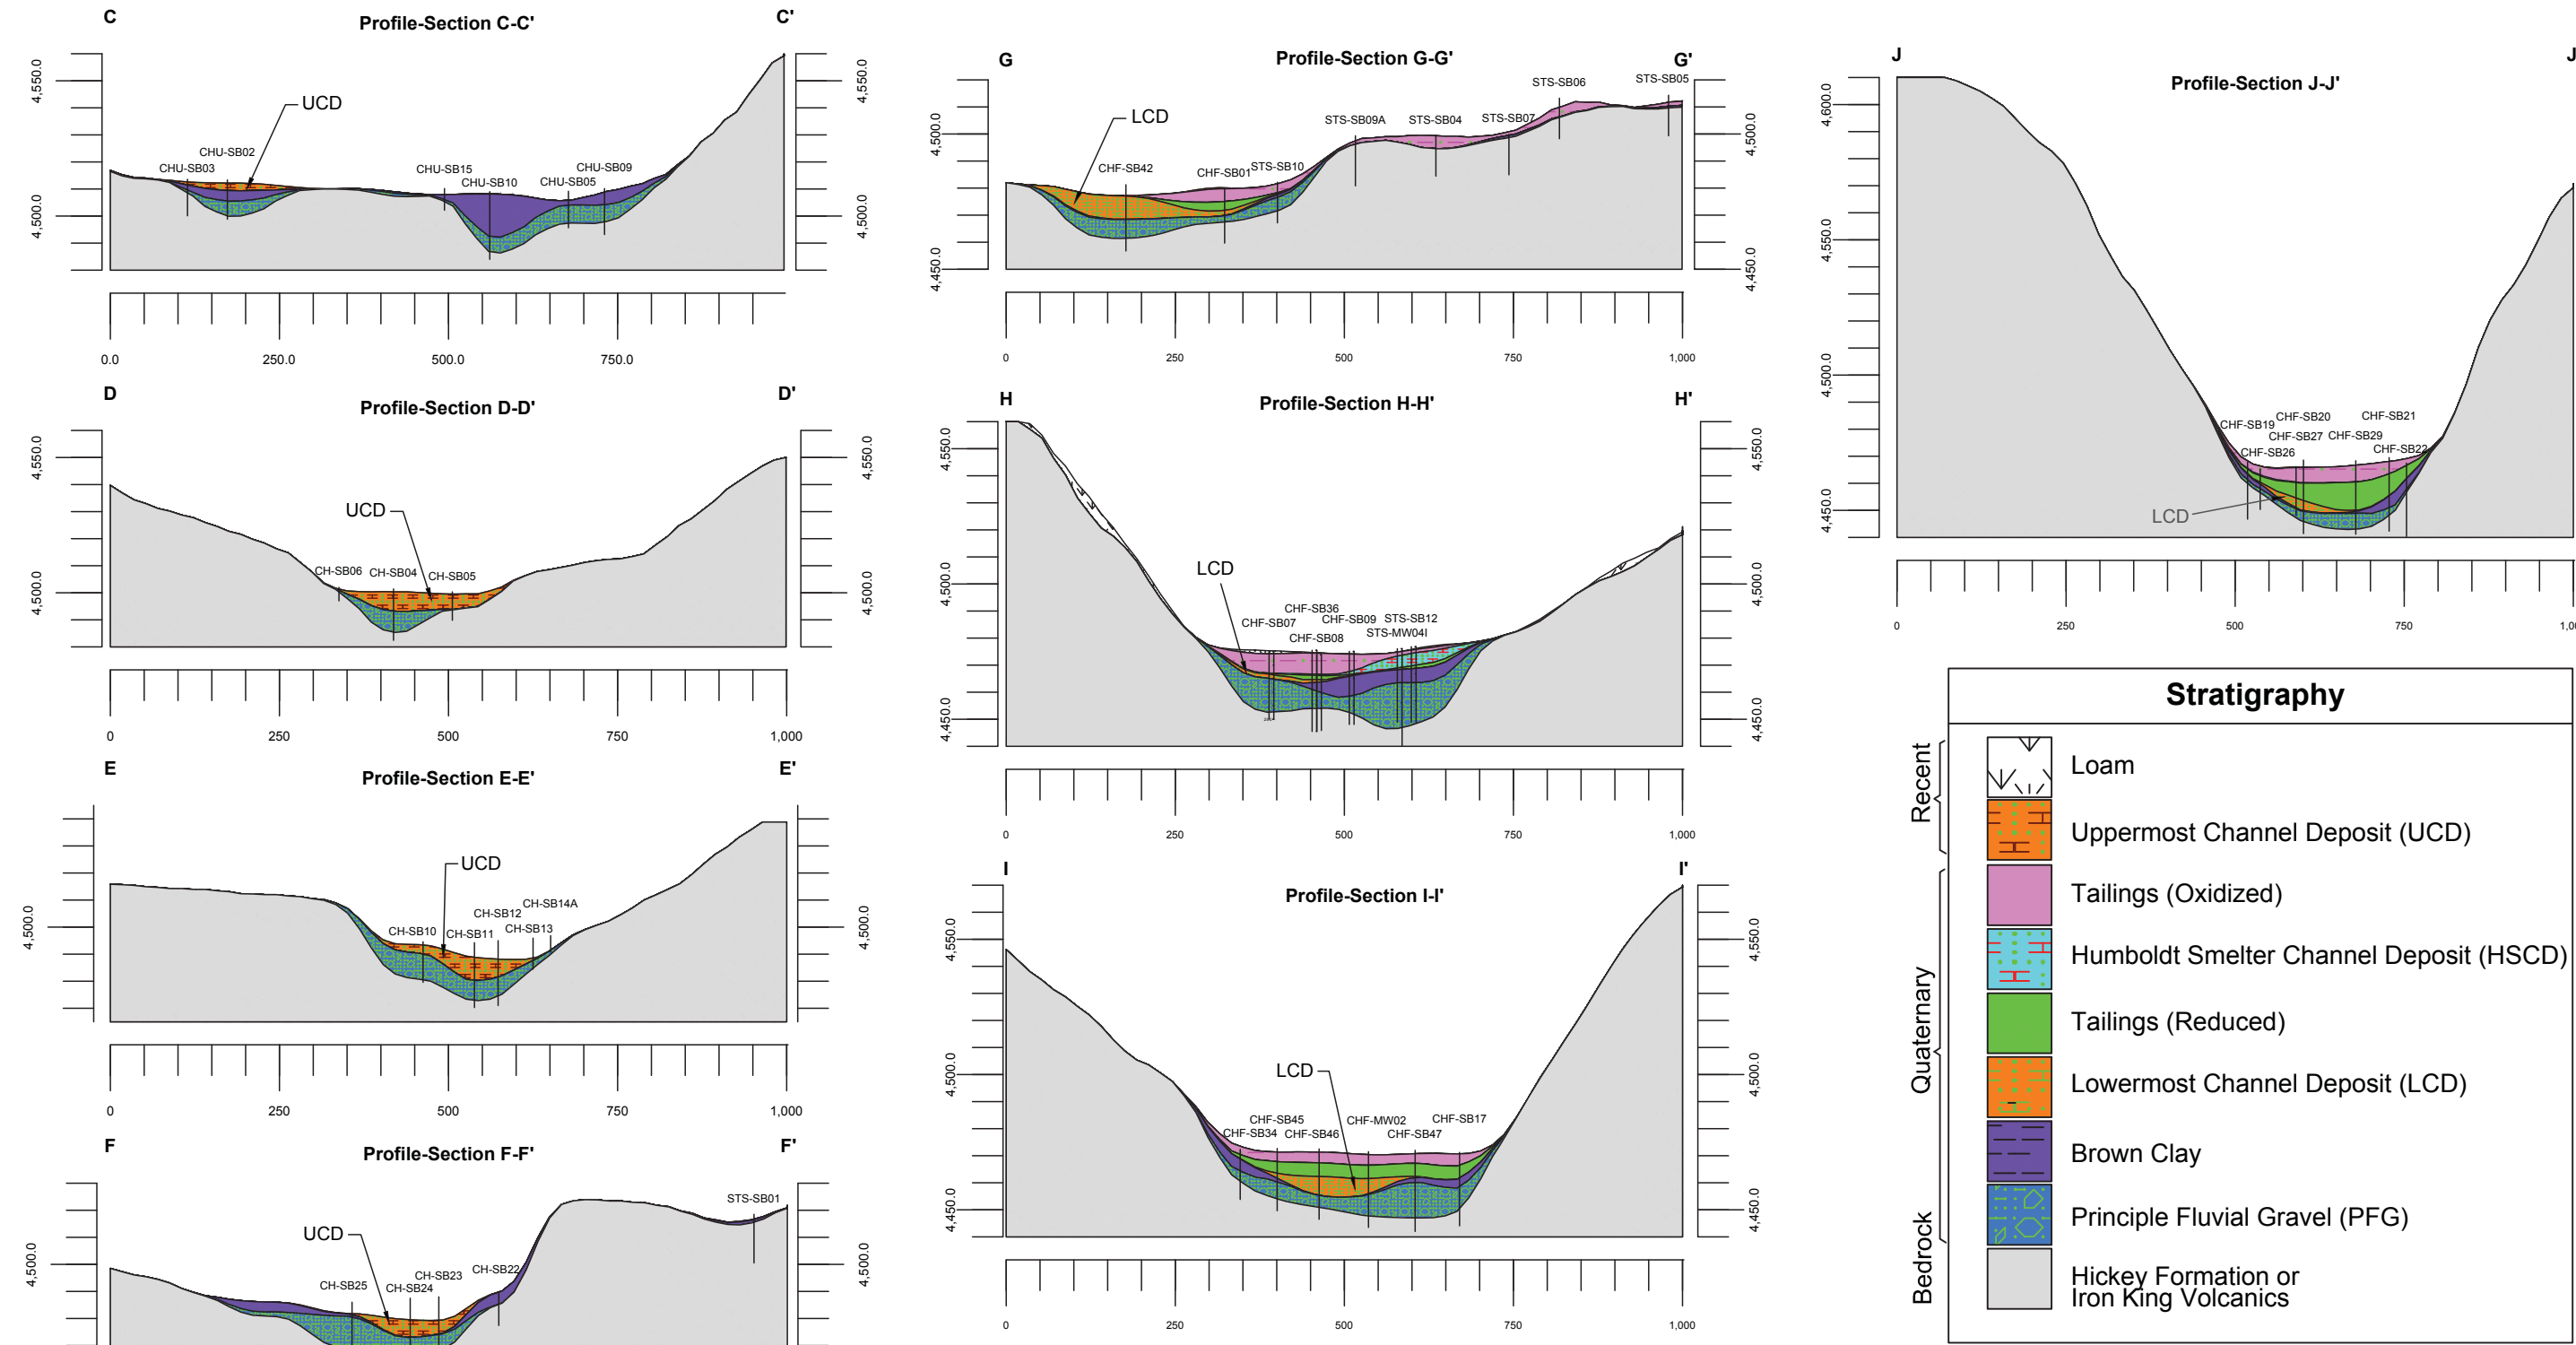 C
Profile-Section C-C'
C'
4,550.0
4,500.0
UCD
CHU-SB03
CHU-SB02
CHU-SB15
CHU-SB10
CHU-SB05
CHU-SB09
4,550.0
4,500.0
0.0
250.0
500.0
750.0
D
Profile-Section D-D'
D'
4,550.0
4,500.0
UCD
CH-SB06
CH-SB04
CH-SB05
4,550.0
4,500.0
0
250
500
750
1,000
E
Profile-Section E-E'
E'
4,500.0
UCD
CH-SB10
CH-SB11
CH-SB12
CH-SB13
CH-SB14A
4,500.0
0
250
500
750
1,000
F
Profile-Section F-F'
F'
4,500.0
UCD
CH-SB25
CH-SB24
CH-SB23
CH-SB22
STS-SB01
4,500.0
G
Profile-Section G-G'
G'
4,500.0
4,450.0
LCD
CHF-SB42
CHF-SB01
STS-SB10
STS-SB09A
STS-SB04
STS-SB07
STS-SB06
STS-SB05
4,500.0
4,450.0
0
250
500
750
1,000
H
Profile-Section H-H'
H'
4,550.0
4,500.0
4,450.0
LCD
CHF-SB07
CHF-SB36
CHF-SB08
CHF-SB09
STS-SB12
STS-MW04I
4,550.0
4,500.0
4,450.0
0
250
500
750
1,000
I
Profile-Section I-I'
I'
4,550.0
4,500.0
4,450.0
LCD
CHF-SB34
CHF-SB45
CHF-SB46
CHF-MW02
CHF-SB47
CHF-SB17
4,550.0
4,500.0
4,450.0
0
250
500
750
1,000
J
Profile-Section J-J'
J
4,600.0
4,550.0
4,500.0
4,450.0
CHF-SB19
CHF-SB20
CHF-SB21
CHF-SB27
CHF-SB29
CHF-SB26
CHF-SB22
LCD
0
250
500
750
1,00
Stratigraphy
Recent
Quaternary
Bedrock
Loam
Uppermost Channel Deposit (UCD)
Tailings (Oxidized)
Humboldt Smelter Channel Deposit (HSCD)
Tailings (Reduced)
Lowermost Channel Deposit (LCD)
Brown Clay
Principle Fluvial Gravel (PFG)
Hickey Formation or
Iron King Volcanics